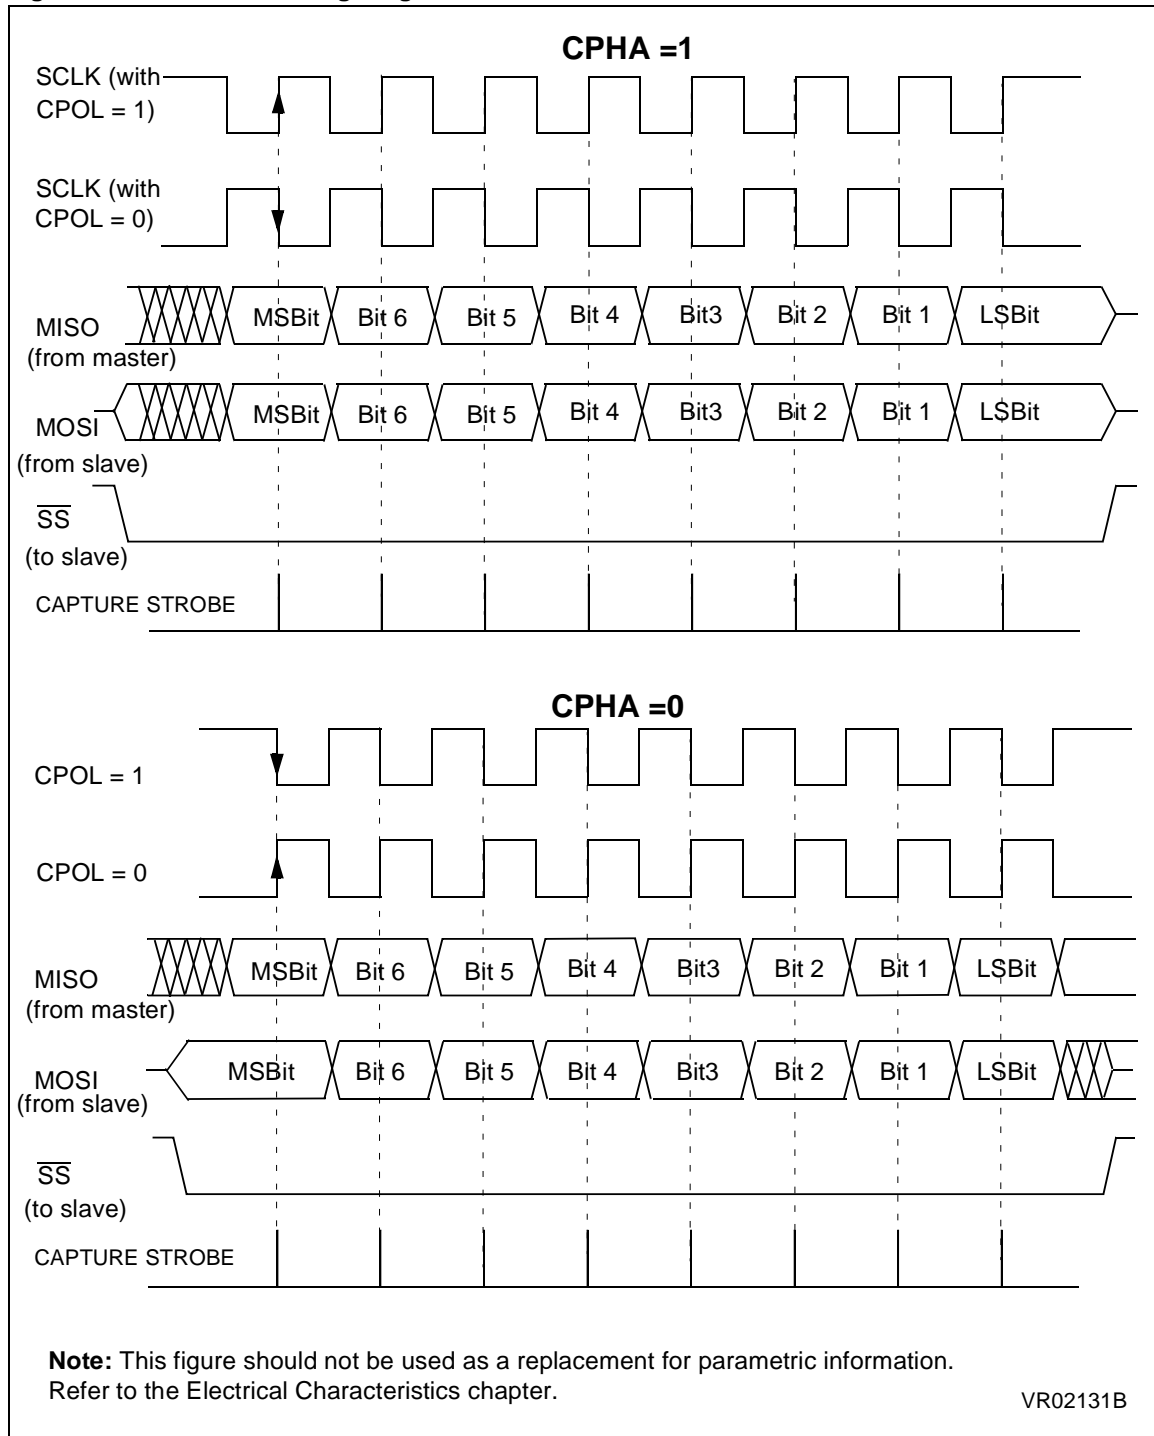 CPHA =1
SCLK (with
CPOL = 1)
SCLK (with
CPOL = 0)
MISO
(from master)
MSBit Bit 6 Bit 5 Bit 4 Bit3 Bit 2 Bit 1 LSBit
MOSI
(from slave)
MSBit Bit 6 Bit 5 Bit 4 Bit3 Bit 2 Bit 1 LSBit
SS
(to slave)
CAPTURE STROBE
CPHA =0
CPOL = 1
CPOL = 0
MISO
(from master)
MSBit Bit 6 Bit 5 Bit 4 Bit3 Bit 2 Bit 1 LSBit
MOSI
(from slave)
MSBit Bit 6 Bit 5 Bit 4 Bit3 Bit 2 Bit 1 LSBit
SS
(to slave)
CAPTURE STROBE
Note: This figure should not be used as a replacement for parametric information.
Refer to the Electrical Characteristics chapter.
VR02131B